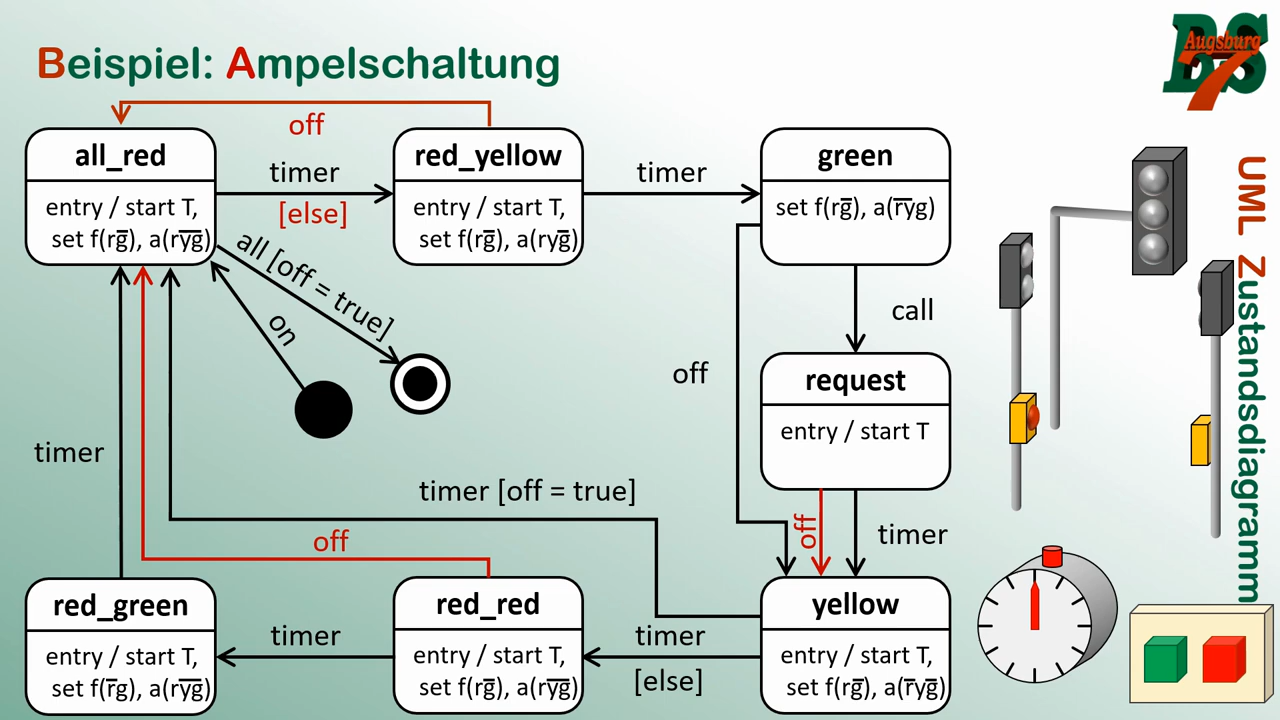 Beispiel: Ampelschaltung
BS
Augsburg
7
off
all_red
entry / start T,
set f(rg̅), a(ry̅g̅)
timer
[else]
red_yellow
entry / start T,
set f(rg̅), a(ryg̅)
timer
green
set f(rg̅), a(r̅y̅g)
all [off = true]
on
call
off
request
entry / start T
timer
timer [off = true]
off
off
timer
red_green
entry / start T,
set f(r̅g), a(ry̅g̅)
timer
red_red
entry / start T,
set f(rg̅), a(ry̅g̅)
timer
[else]
yellow
entry / start T,
set f(rg̅), a(r̅yg̅)
UML Zustandsdiagramm